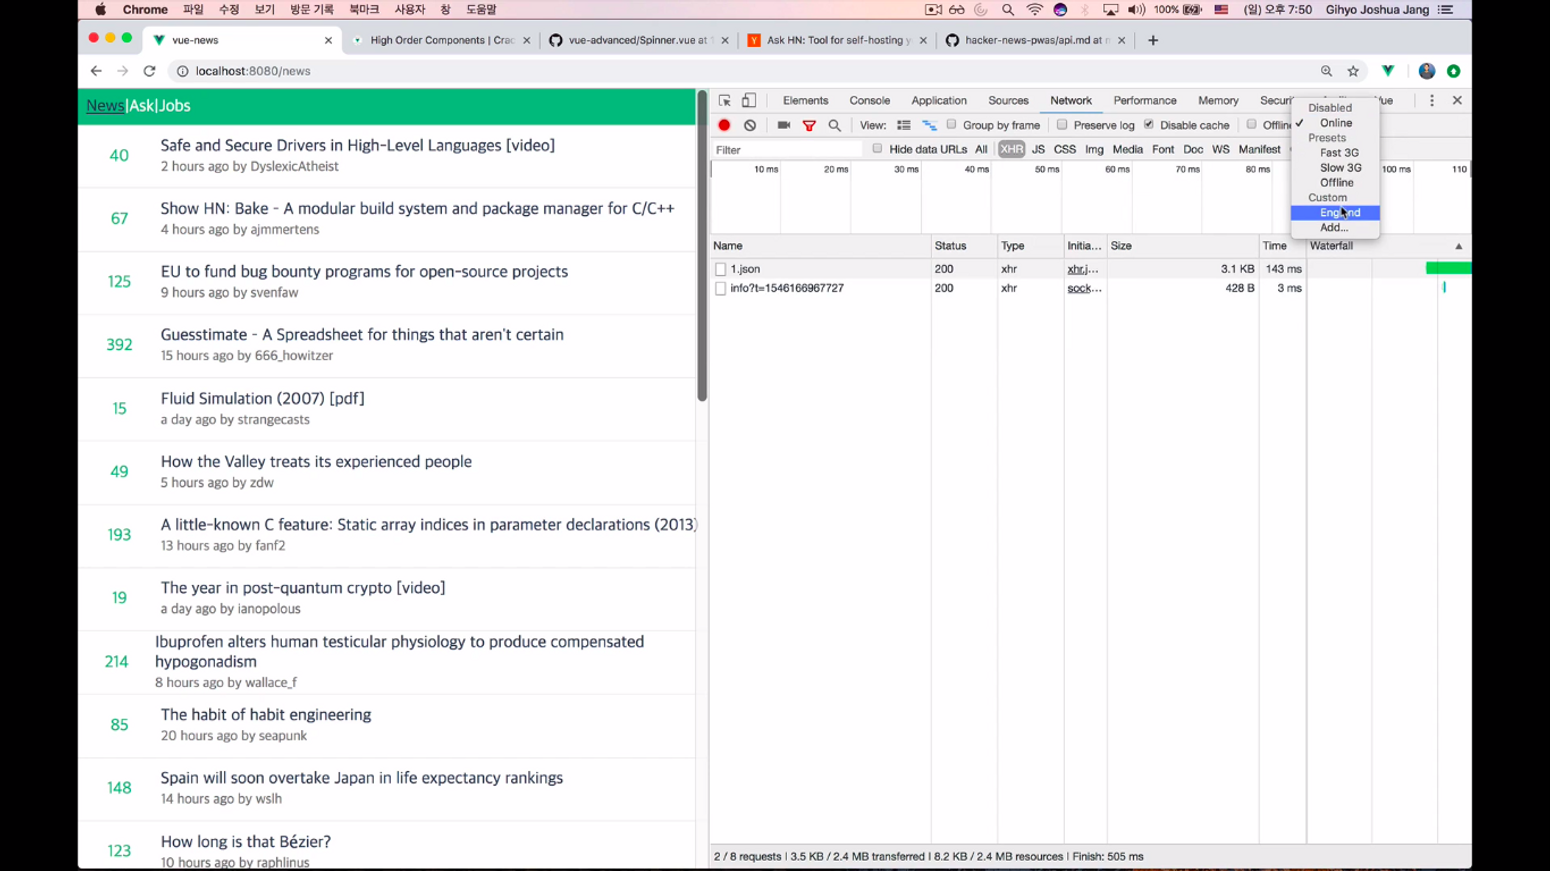 Chrome 파일 수정 보기 방문 기록 북마크 사용자 창 도움말 100% (일) 오후 7:50 Gihyo Joshua Jang
vue-news
High Order Components | Crac
vue-advanced/Spinner.vue at
Ask HN: Tool for self-hosting
hacker-news-pwas/api.md at
localhost:8080/news
News|Ask|Jobs
40
Safe and Secure Drivers in High-Level Languages [video]
2 hours ago by DyslexicAtheist
67
Show HN: Bake - A modular build system and package manager for C/C++
4 hours ago by ajmmertens
125
EU to fund bug bounty programs for open-source projects
9 hours ago by svenfaw
392
Guesstimate - A Spreadsheet for things that aren't certain
15 hours ago by 666_howitzer
15
Fluid Simulation (2007) [pdf]
a day ago by strangecasts
49
How the Valley treats its experienced people
5 hours ago by zdw
193
A little-known C feature: Static array indices in parameter declarations (2013)
13 hours ago by fanf2
19
The year in post-quantum crypto [video]
a day ago by ianopolous
214
Ibuprofen alters human testicular physiology to produce compensated
hypogonadism
8 hours ago by wallace_f
85
The habit of habit engineering
20 hours ago by seapunk
148
Spain will soon overtake Japan in life expectancy rankings
14 hours ago by wslh
123
How long is that Bézier?
10 hours ago by raphlinus
Elements Console Application Sources Network Performance Memory
View: Group by frame Preserve log Disable cache
Filter Hide data URLs All XHR JS CSS Img Media Font Doc WS Manifest
10 ms 20 ms 30 ms 40 ms 50 ms 60 ms 70 ms 80 ms 100 ms 110
Disabled
Online
Presets
Fast 3G
Slow 3G
Offline
Custom
Add...
Name Status Type Initia... Size Time Waterfall
1.json 200 xhr xhr.j... 3.1 KB 143 ms
info?t=1546166967727 200 xhr sock... 428 B 3 ms
2 / 8 requests | 3.5 KB / 2.4 MB transferred | 8.2 KB / 2.4 MB resources | Finish: 505 ms